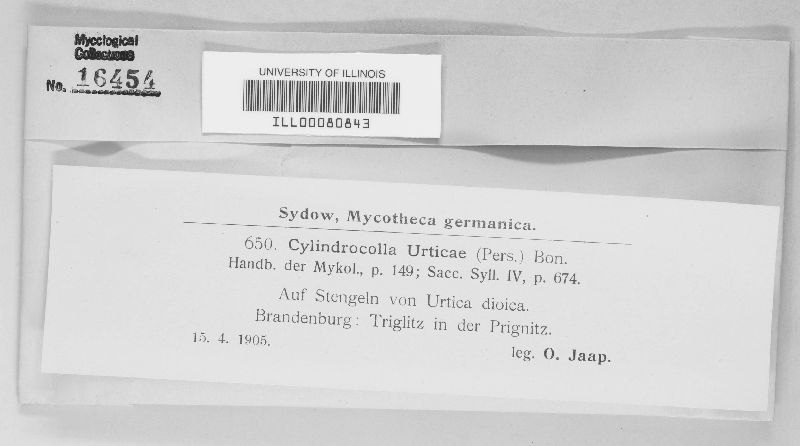 Mycological
Collections
No. 16454
UNIVERSITY OF ILLINOIS
ILL00080843
Sydow, Mycotheca germanica.
650. Cylindrocolla Urticae (Pers.) Bon.
Handb. der Mykol., p. 149; Sacc. Syll. IV, p. 674.
Auf Stengeln von Urtica dioica.
Brandenburg: Triglitz in der Prignitz.
15. 4. 1905.
leg. O. Jaap.